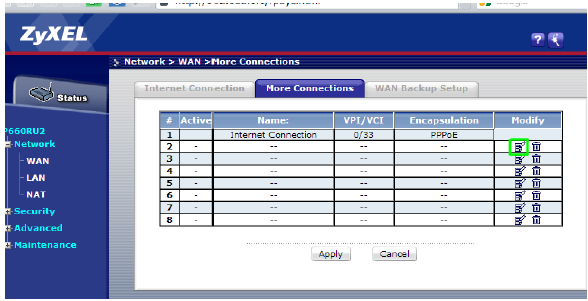 ZyXEL
Network > WAN >More Connections
Status
Internet Connection
More Connections
WAN Backup Setup
P660RU2
Network
WAN
LAN
NAT
Security
Advanced
Maintenance
# Active Name: VPI/VCI Encapsulation Modify
1 Internet Connection 0/33 PPPoE
2 - -- -- --
3 - -- -- --
4 - -- -- --
5 - -- -- --
6 - -- -- --
7 - -- -- --
8 - -- -- --
Apply Cancel